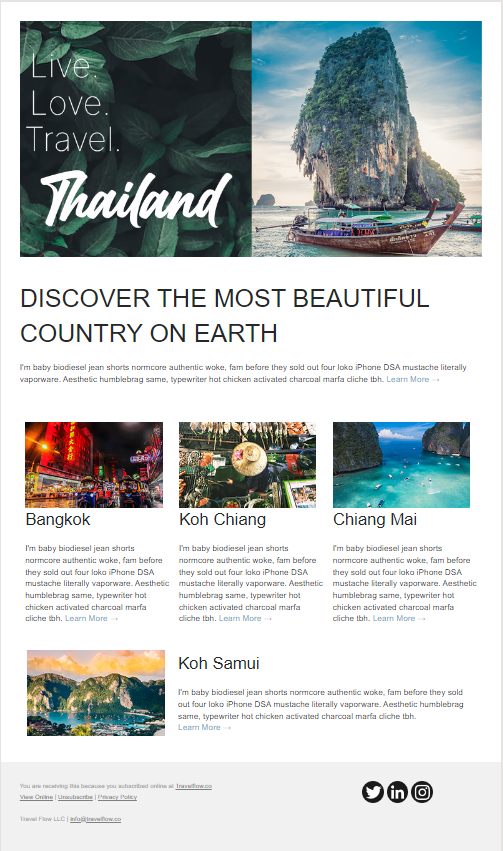 Live.
Love.
Travel.
Thailand
DISCOVER THE MOST BEAUTIFUL
COUNTRY ON EARTH
I'm baby biodiesel jean shorts normcore authentic woke, fam before they sold out four loko iPhone DSA mustache literally
vaporware. Aesthetic humblebrag same, typewriter hot chicken activated charcoal marfa cliche tbh. Learn More →
Bangkok
I'm baby biodiesel jean shorts
normcore authentic woke, fam before
they sold out four loko iPhone DSA
mustache literally vaporware. Aesthetic
humblebrag same, typewriter hot
chicken activated charcoal marfa
cliche tbh. Learn More →
Koh Chiang
I'm baby biodiesel jean shorts
normcore authentic woke, fam before
they sold out four loko iPhone DSA
mustache literally vaporware. Aesthetic
humblebrag same, typewriter hot
chicken activated charcoal marfa
cliche tbh. Learn More →
Chiang Mai
I'm baby biodiesel jean shorts
normcore authentic woke, fam before
they sold out four loko iPhone DSA
mustache literally vaporware. Aesthetic
humblebrag same, typewriter hot
chicken activated charcoal marfa
cliche tbh. Learn More →
Koh Samui
I'm baby biodiesel jean shorts normcore authentic woke, fam before they sold
out four loko iPhone DSA mustache literally vaporware. Aesthetic humblebrag
same, typewriter hot chicken activated charcoal marfa cliche tbh.
Learn More →
You are receiving this because you subscribed online at Travelflow.co
View Online | Unsubscribe | Privacy Policy
Travel Flow LLC | info@travelflow.co